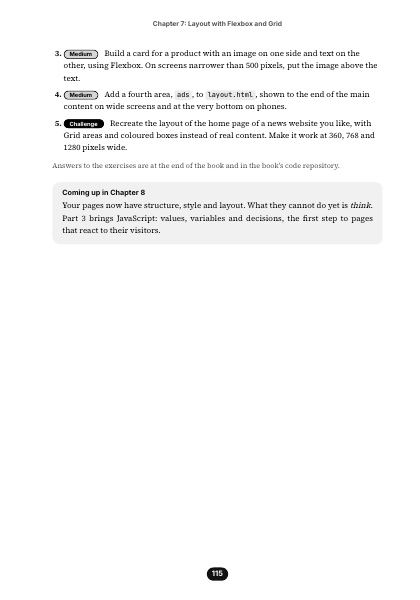 Chapter 7: Layout with Flexbox and Grid
3. Medium Build a card for a product with an image on one side and text on the
other, using Flexbox. On screens narrower than 500 pixels, put the image above the
text.
4. Medium Add a fourth area, ads, to layout.html, shown to the end of the main
content on wide screens and at the very bottom on phones.
5. Challenge Recreate the layout of the home page of a news website you like, with
Grid areas and coloured boxes instead of real content. Make it work at 360, 768 and
1280 pixels wide.
Answers to the exercises are at the end of the book and in the book's code repository.
Coming up in Chapter 8
Your pages now have structure, style and layout. What they cannot do yet is think.
Part 3 brings JavaScript: values, variables and decisions, the first step to pages
that react to their visitors.
115